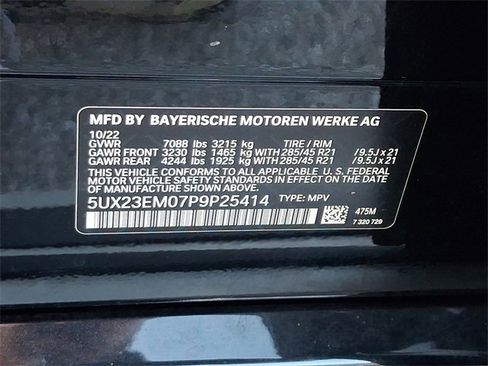 MFD BY BAYERISCHE MOTOREN WERKE AG
10/22
GVWR 7088 lbs 3215 kg TIRE / RIM
GAWR FRONT 3230 lbs 1465 kg WITH 285/45 R21 / 9.5J x 21
GAWR REAR 4244 lbs 1925 kg WITH 285/45 R21 / 9.5J x 21
THIS VEHICLE CONFORMS TO ALL APPLICABLE U. S. FEDERAL
MOTOR VEHICLE SAFETY STANDARDS IN EFFECT ON THE
DATE OF MANUFACTURE SHOWN ABOVE.
5UX23EM07P9P25414 TYPE: MPV
475M
7 320 729